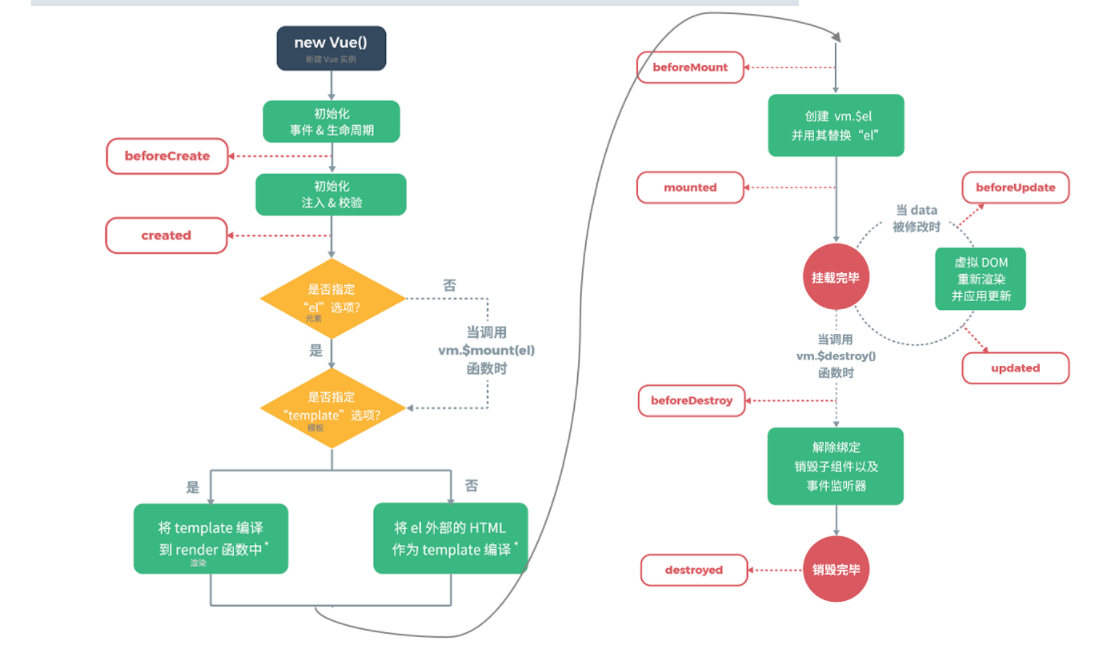 new Vue()
新建 Vue 实例
初始化
事件 & 生命周期
beforeCreate
初始化
注入 & 校验
created
是否指定
“el” 选项?
元素
否
当调用
vm.$mount(el)
函数时
是
是否指定
“template” 选项?
模板
是
否
将 template 编译
到 render 函数中*
渲染
将 el 外部的 HTML
作为 template 编译*
beforeMount
创建 vm.$el
并用其替换 “el”
mounted
beforeUpdate
当 data
被修改时
挂载完毕
虚拟 DOM
重新渲染
并应用更新
updated
当调用
vm.$destroy()
函数时
beforeDestroy
解除绑定
销毁子组件以及
事件监听器
destroyed
销毁完毕